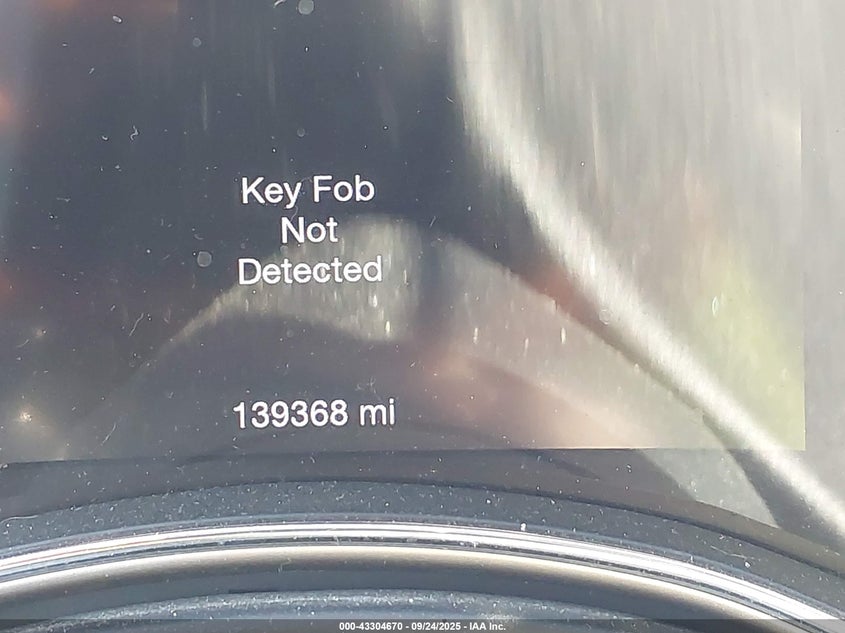 Key Fob
Not
Detected
139368 mi
000-43304670 - 09/24/2025 - IAA Inc.